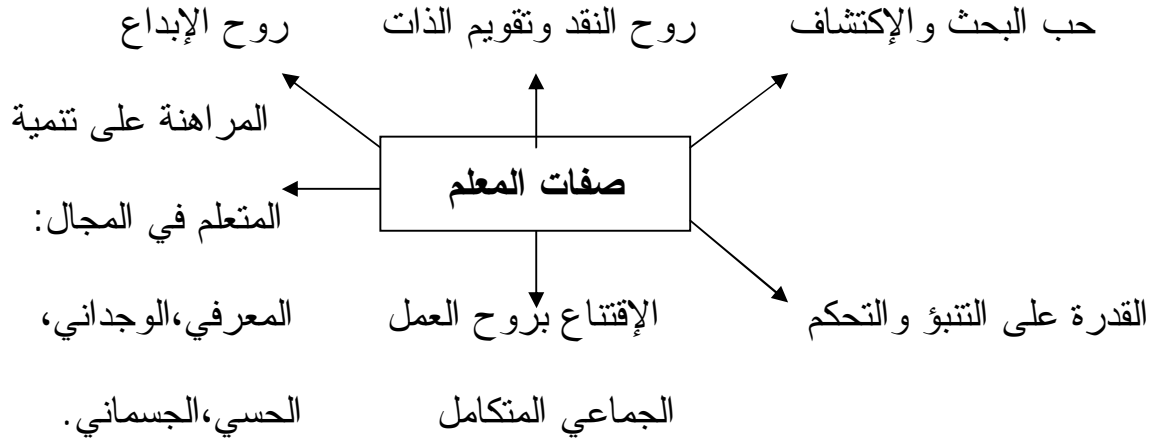 حب البحث والإكتشاف
روح النقد وتقويم الذات
روح الإبداع
صفات المعلم
المراهنة على تنمية
المتعلم في المجال:
المعرفي،الوجداني،
الحسي،الجسماني.
الإقتناع بروح العمل
الجماعي المتكامل
القدرة على التنبؤ والتحكم